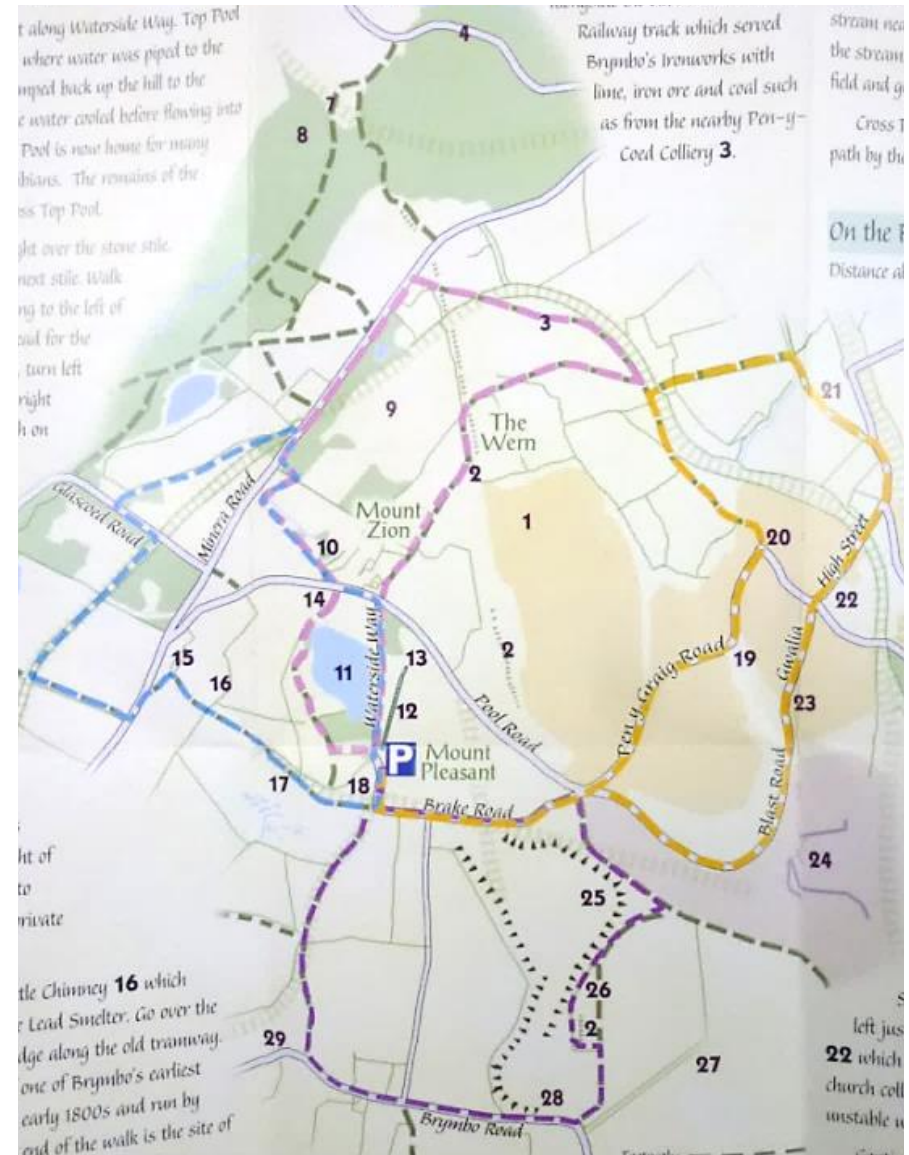 t along Waterside Way. Top Pool
where water was piped to the
mped back up the hill to the
e water cooled before flowing into
Pool is now home for many
bians. The remains of the
ss Top Pool.
ght over the stone stile.
next stile. Walk
ng to the left of
ead for the
turn left
right
h on
ht of
to
private
tle Chimney 16 which
Lead Smelter. Go over the
dge along the old tramway.
one of Brymbo's earliest
early 1800s and run by
end of the walk is the site of
Railway track which served
Brymbo's Ironworks with
lime, iron ore and coal such
as from the nearby Pen-y-
Coed Colliery 3.
stream nea
the stream
field and g
Cross T
path by the
On the
Distance al
4
7
8
3
21
9
The
Wern
2
1
Glascoed Road
Minera Road
Mount
Zion
10
20
High Street
14
22
2
13
15
16
11
Waterside Way
12
Pool Road
Pen y Graig Road
19
Gwalia
23
P
Mount
Pleasant
17
18
Brake Road
Blast Road
24
25
26
2
27
29
28
Brymbo Road
left jus
22 which
church coll
unstable w